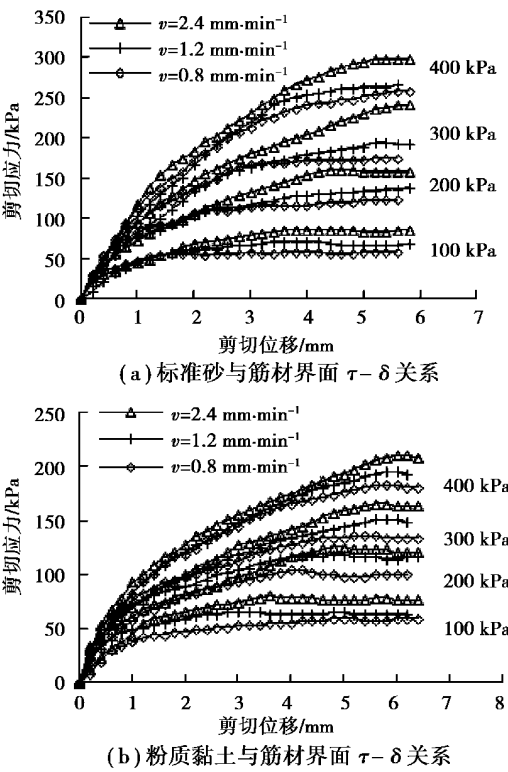 剪切应力/kPa
350
300
250
200
150
100
50
0
v=2.4 mm·min⁻¹
v=1.2 mm·min⁻¹
v=0.8 mm·min⁻¹
400 kPa
300 kPa
200 kPa
100 kPa
0 1 2 3 4 5 6 7
剪切位移/mm
(a)标准砂与筋材界面 τ-δ关系
剪切应力/kPa
250
200
150
100
50
0
v=2.4 mm·min⁻¹
v=1.2 mm·min⁻¹
v=0.8 mm·min⁻¹
400 kPa
300 kPa
200 kPa
100 kPa
0 1 2 3 4 5 6 7 8
剪切位移/mm
(b)粉质黏土与筋材界面 τ-δ关系